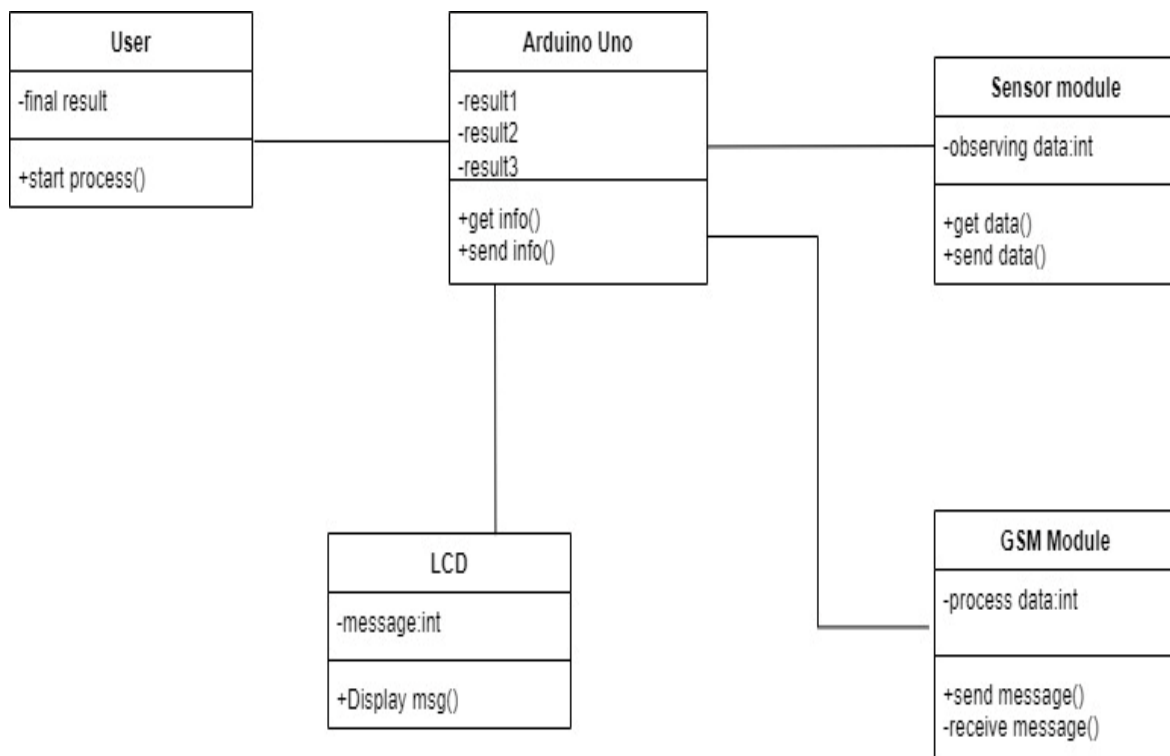 User
-final result
+start process()
Arduino Uno
-result1
-result2
-result3
+get info()
+send info()
Sensor module
-observing data:int
+get data()
+send data()
LCD
-message:int
+Display msg()
GSM Module
-process data:int
+send message()
-receive message()